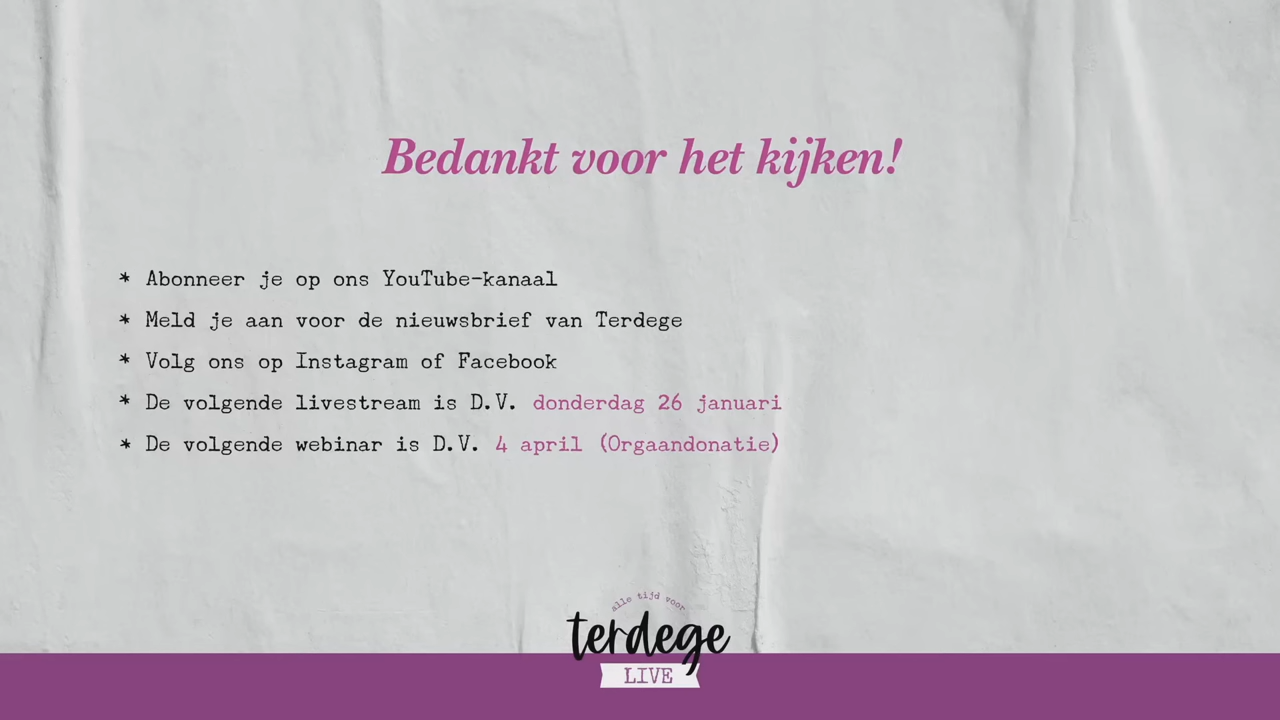 Bedankt voor het kijken!
* Abonneer je op ons YouTube-kanaal
* Meld je aan voor de nieuwsbrief van Terdege
* Volg ons op Instagram of Facebook
* De volgende livestream is D.V. donderdag 26 januari
* De volgende webinar is D.V. 4 april (Orgaandonatie)
alle tijd voor
terdege
LIVE